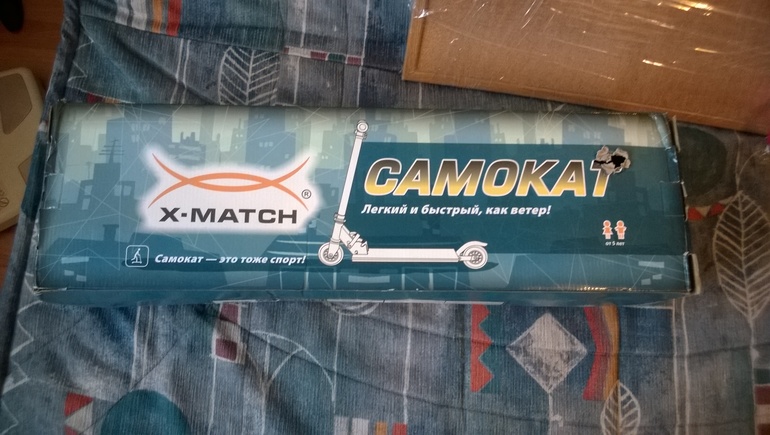 X-MATCH®
Самокат — это тоже спорт!
САМОКАТ
Легкий и быстрый, как ветер!
от 5 лет